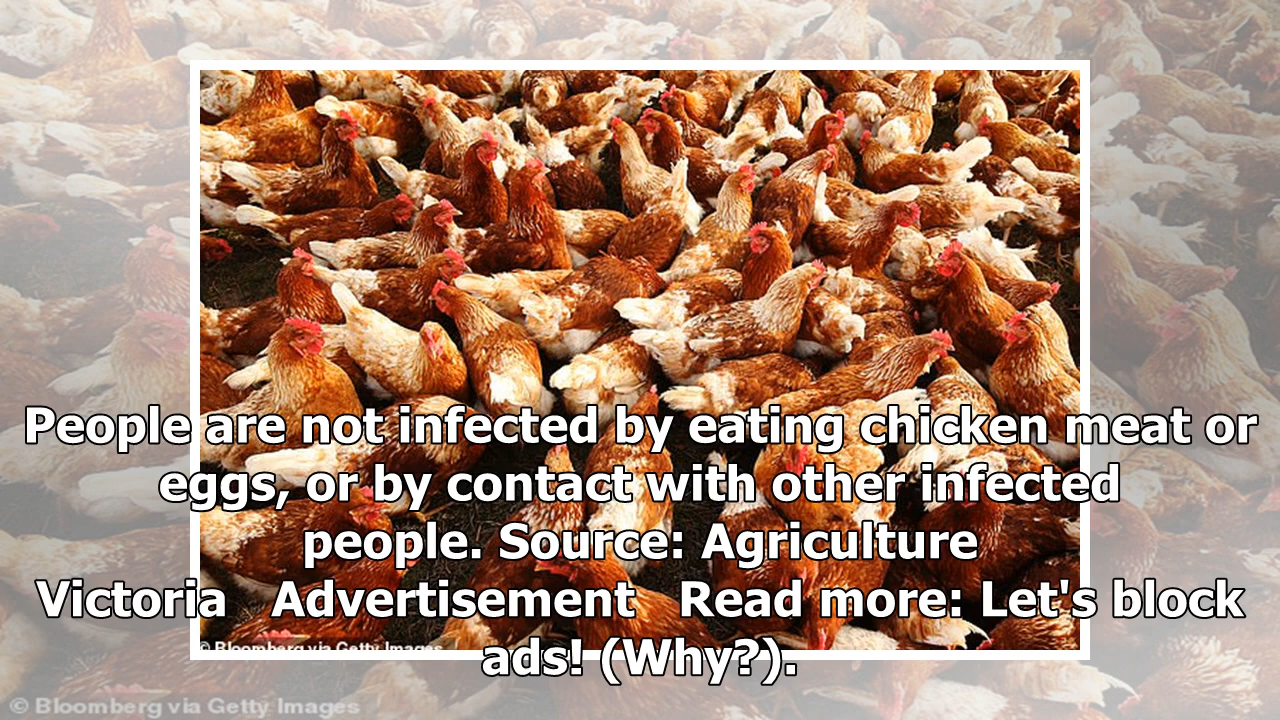 People are not infected by eating chicken meat or
eggs, or by contact with other infected
people. Source: Agriculture
Victoria   Advertisement   Read more: Let's block
ads! (Why?).
© Bloomberg via Getty Images
© Bloomberg via Getty Images